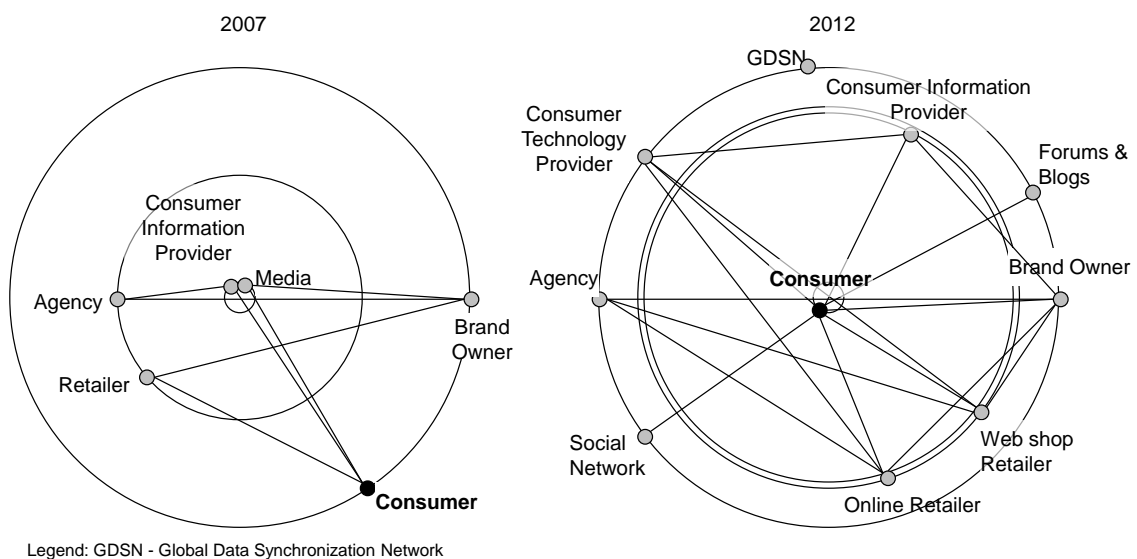 2007
Consumer
Information
Provider
Media
Agency
Brand
Owner
Retailer
Consumer
2012
GDSN
Consumer Information
Provider
Consumer
Technology
Provider
Forums &
Blogs
Agency
Consumer
Brand Owner
Social
Network
Web shop
Retailer
Online Retailer
Legend: GDSN - Global Data Synchronization Network